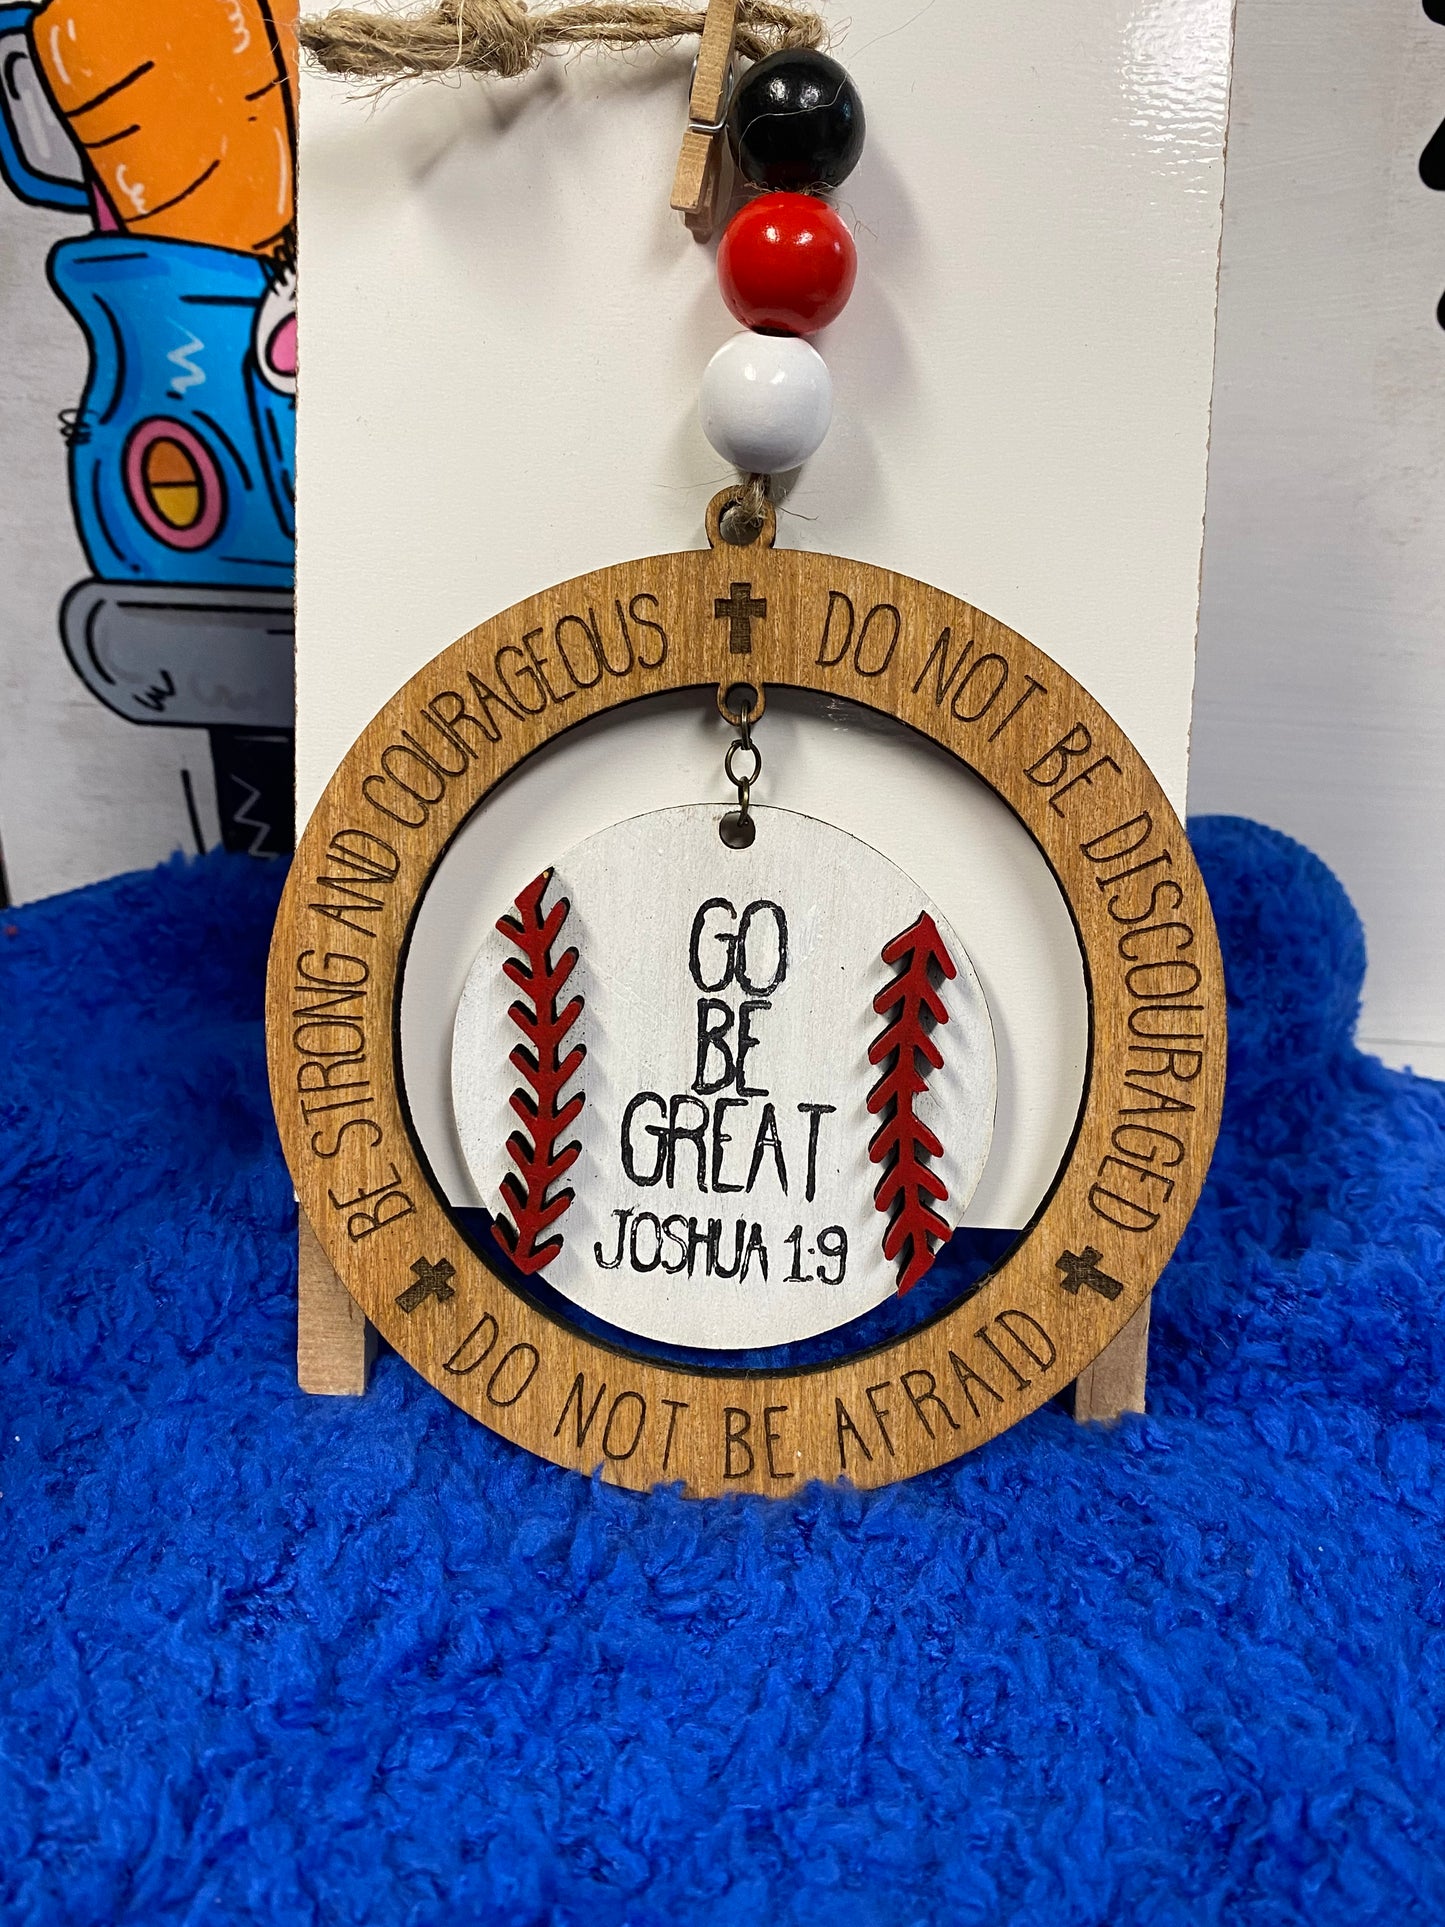 BE STRONG AND COURAGEOUS
DO NOT BE DISCOURAGED
DO NOT BE AFRAID
GO
BE
GREAT
JOSHUA 1:9